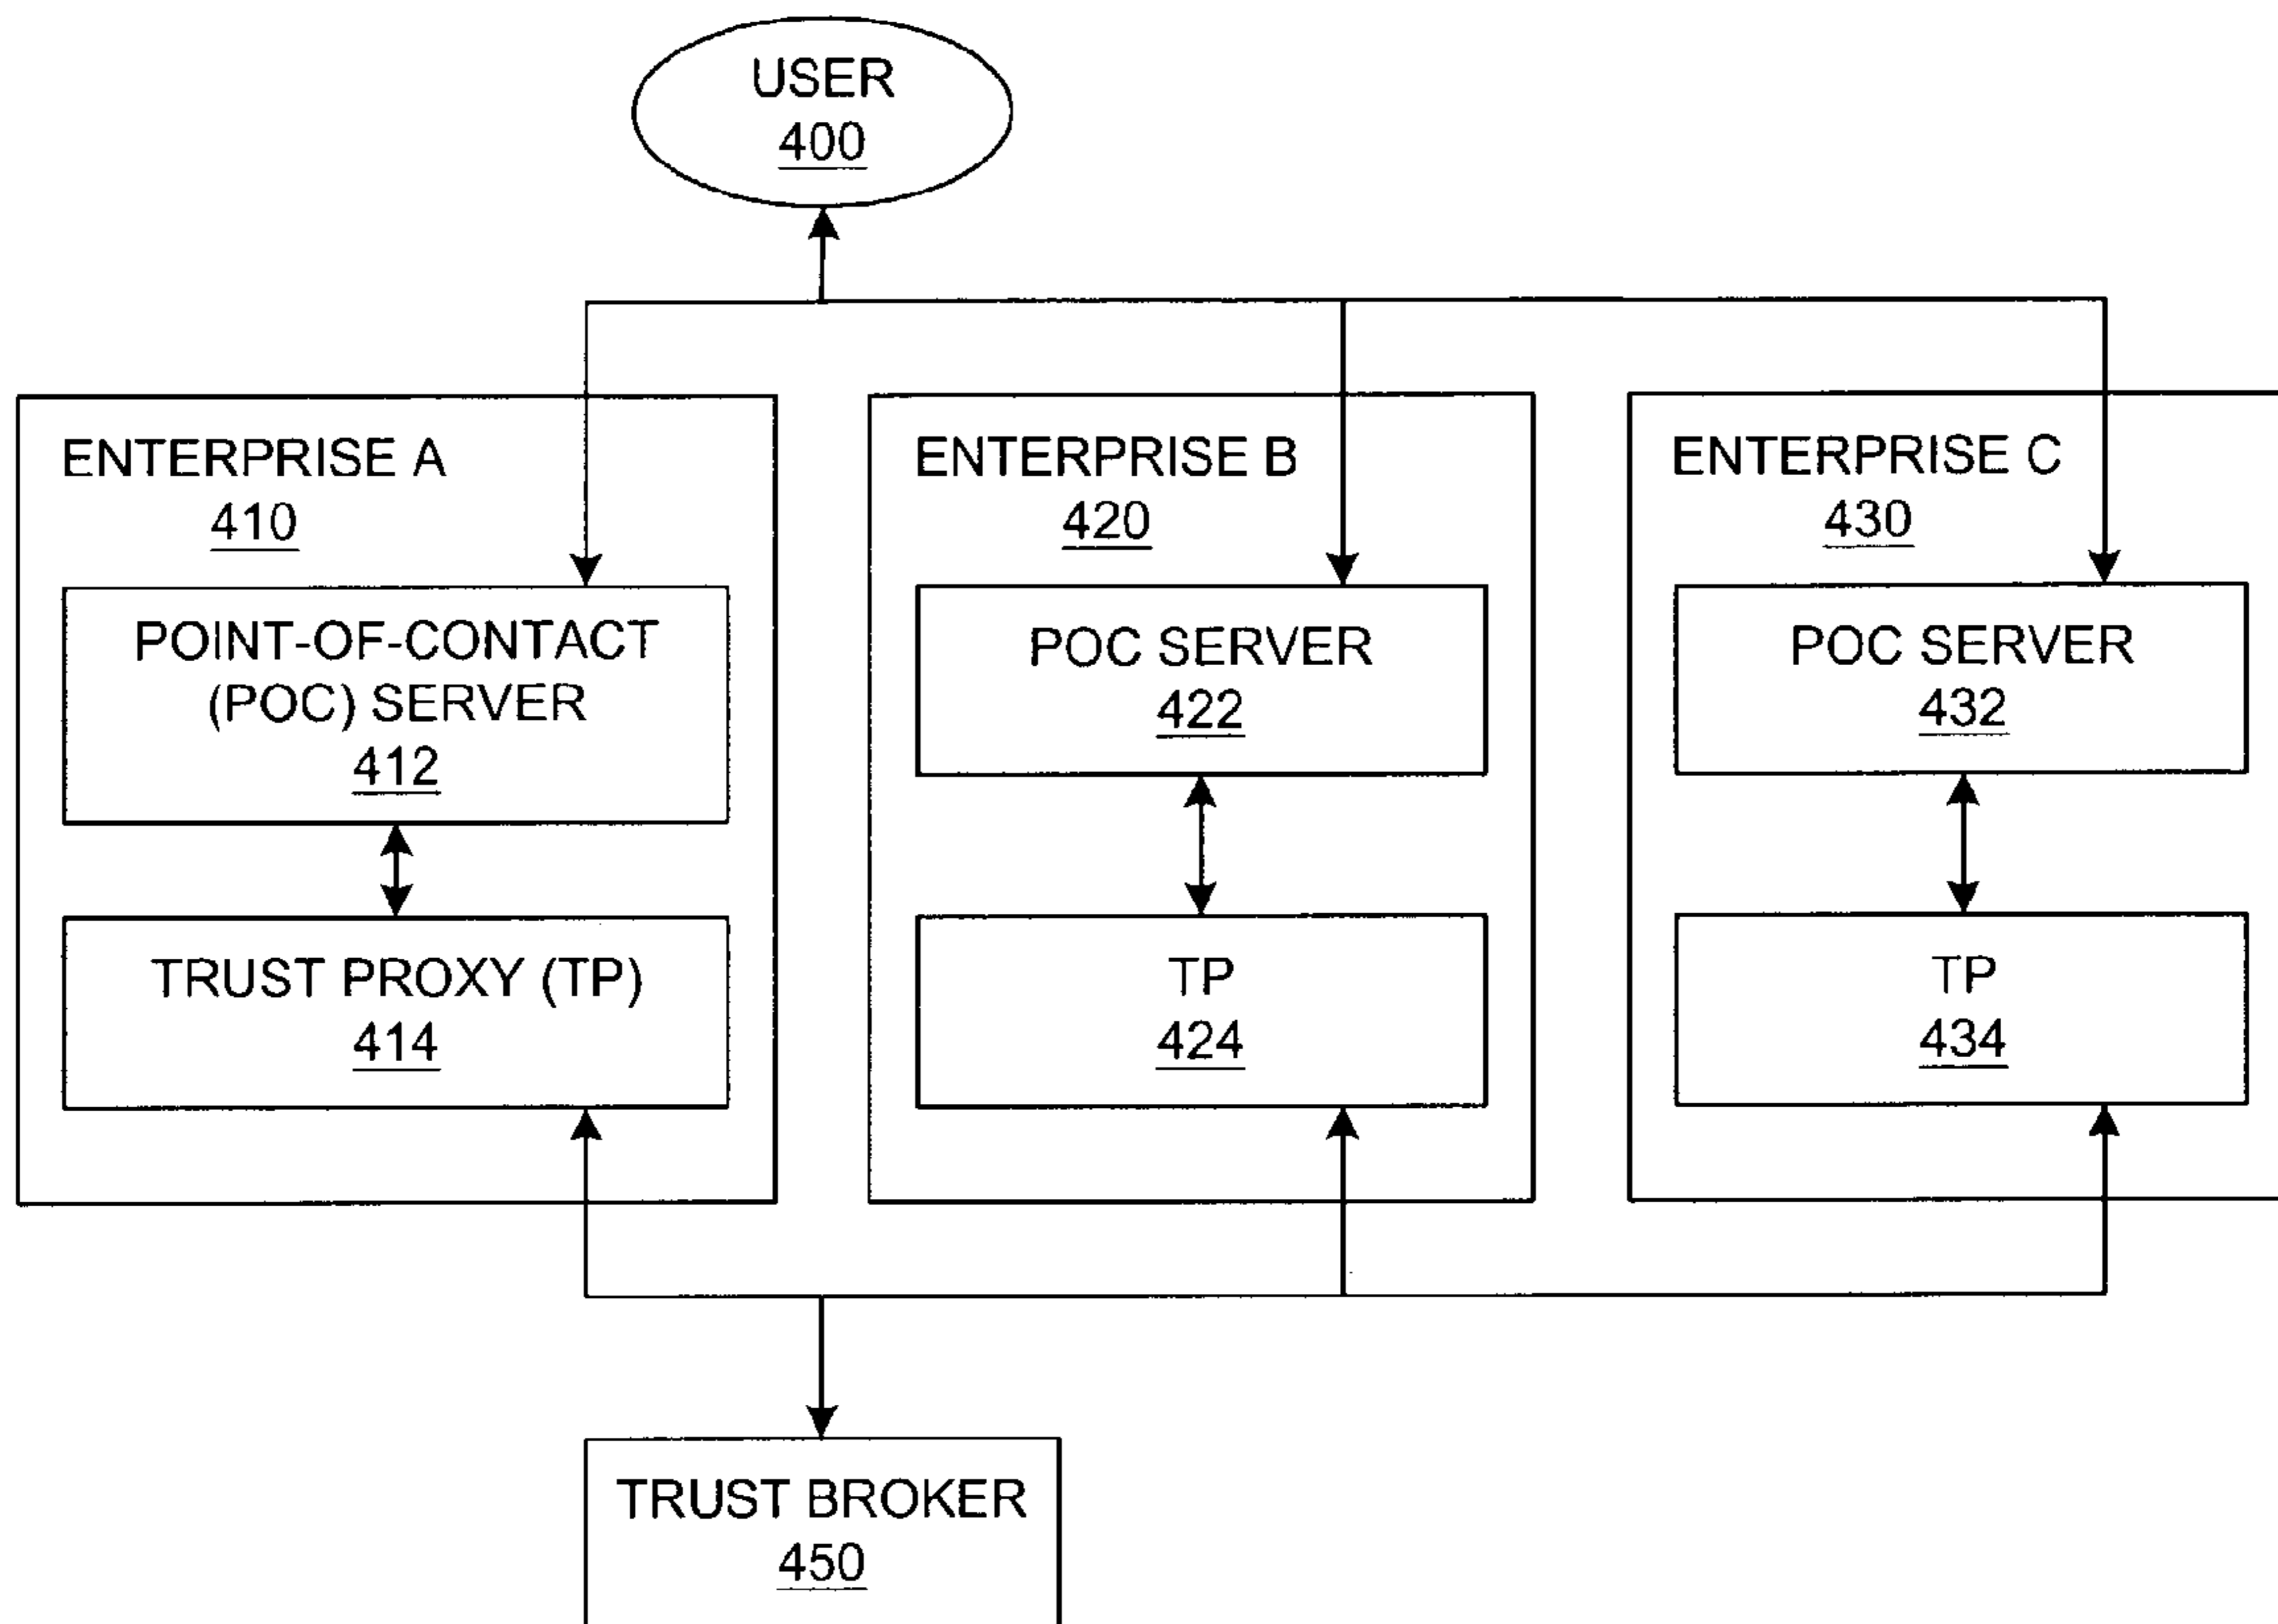 USER
400
ENTERPRISE A
410
POINT-OF-CONTACT
(POC) SERVER
412
TRUST PROXY (TP)
414
ENTERPRISE B
420
POC SERVER
422
TP
424
ENTERPRISE C
430
POC SERVER
432
TP
434
TRUST BROKER
450